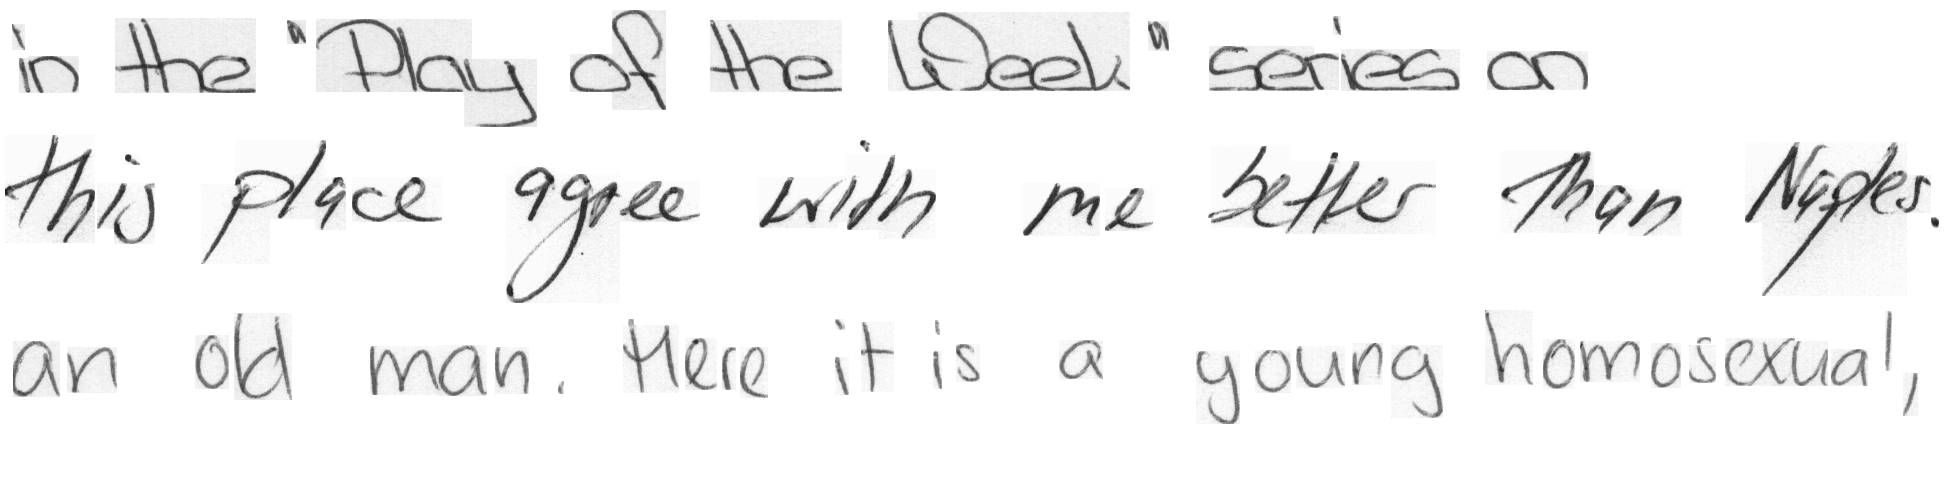 in the "Play of the Week" series on
this place agree with me better than Naples.
an old man. Here it is a young homosexual,